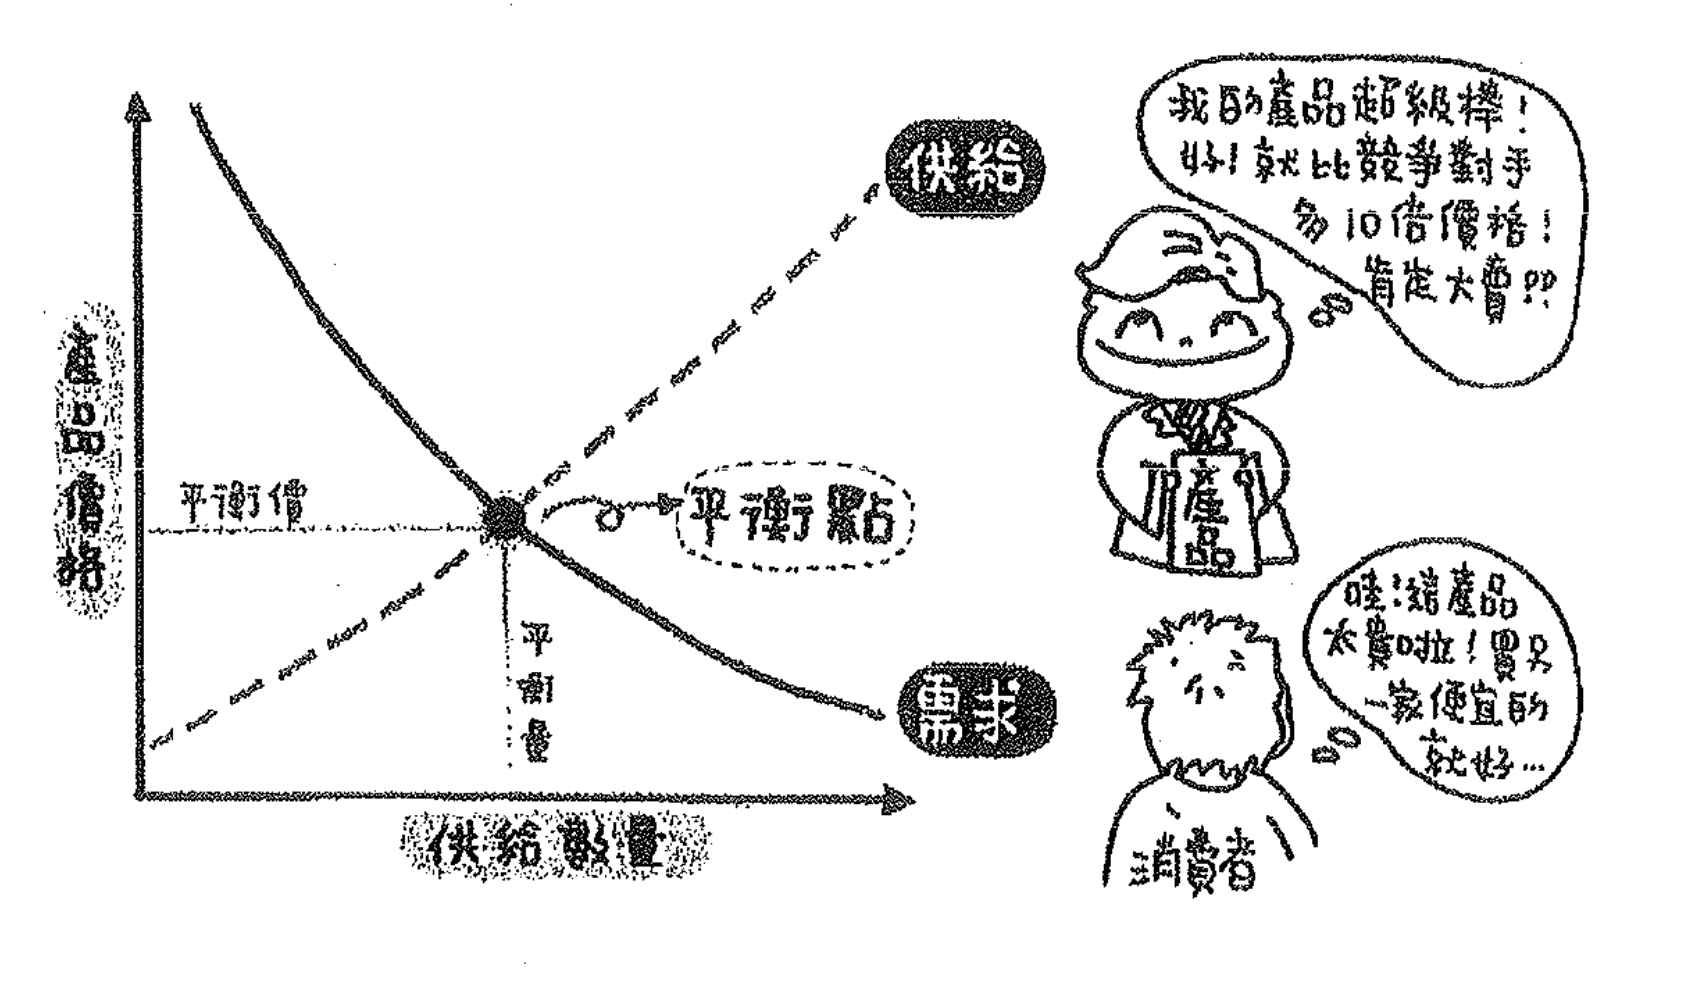 供給
產品價格
平衡價
平衡點
平衡量
需求
供給數量
我的產品超級棒!
好!就比競爭對手
多10倍價格!
肯定大賣!!
產品
哇!這產品
太貴啦!買另
一家便宜的
就好...
消費者